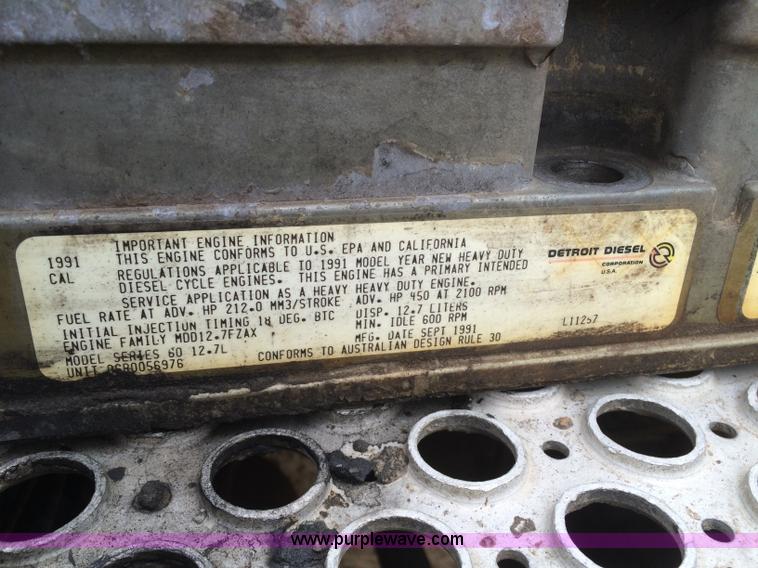 1991 IMPORTANT ENGINE INFORMATION
CAL THIS ENGINE CONFORMS TO U.S. EPA AND CALIFORNIA
REGULATIONS APPLICABLE TO 1991 MODEL YEAR NEW HEAVY DUTY
DIESEL CYCLE ENGINES. THIS ENGINE HAS A PRIMARY INTENDED
SERVICE APPLICATION AS A HEAVY HEAVY DUTY ENGINE.
FUEL RATE AT ADV. HP 212.0 MM3/STROKE ADV. HP 450 AT 2100 RPM
INITIAL INJECTION TIMING 18 DEG. BTC DISP. 12.7 LITERS
ENGINE FAMILY MDD12.7FZAX MIN. IDLE 600 RPM
MODEL SERIES 60 12.7L MFG. DATE SEPT 1991
UNIT 06R0056976 CONFORMS TO AUSTRALIAN DESIGN RULE 30
DETROIT DIESEL
CORPORATION
U.S.A.
L11257
www.purplewave.com